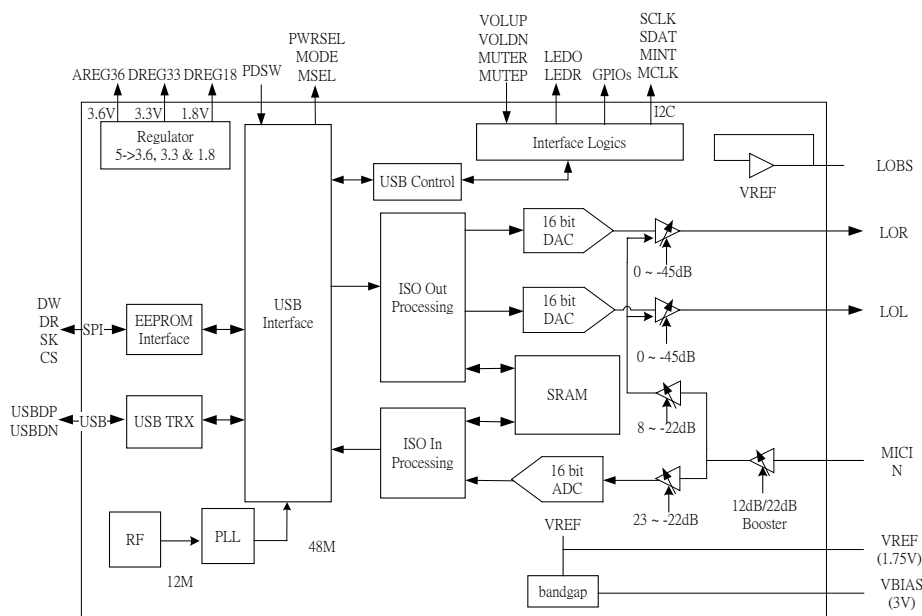 VOLUP
VOLDN
MUTER
MUTEP
SCLK
SDAT
MINT
MCLK
PWRSEL
MODE
MSEL
LEDO
LEDR
GPIOs
AREG36 DREG33 DREG18
PDSW
3.6V
3.3V
1.8V
I2C
Regulator
5->3.6, 3.3 & 1.8
Interface Logics
USB Control
VREF
LOBS
16 bit
DAC
LOR
0 ~ -45dB
ISO Out
Processing
USB
Interface
DW
DR
SK
CS
SPI
EEPROM
Interface
16 bit
DAC
LOL
0 ~ -45dB
SRAM
8 ~ -22dB
USBDP
USBDN
USB
USB TRX
ISO In
Processing
16 bit
ADC
MICI
N
23 ~ -22dB
12dB/22dB
Booster
RF
PLL
12M
48M
VREF
VREF
(1.75V)
bandgap
VBIAS
(3V)